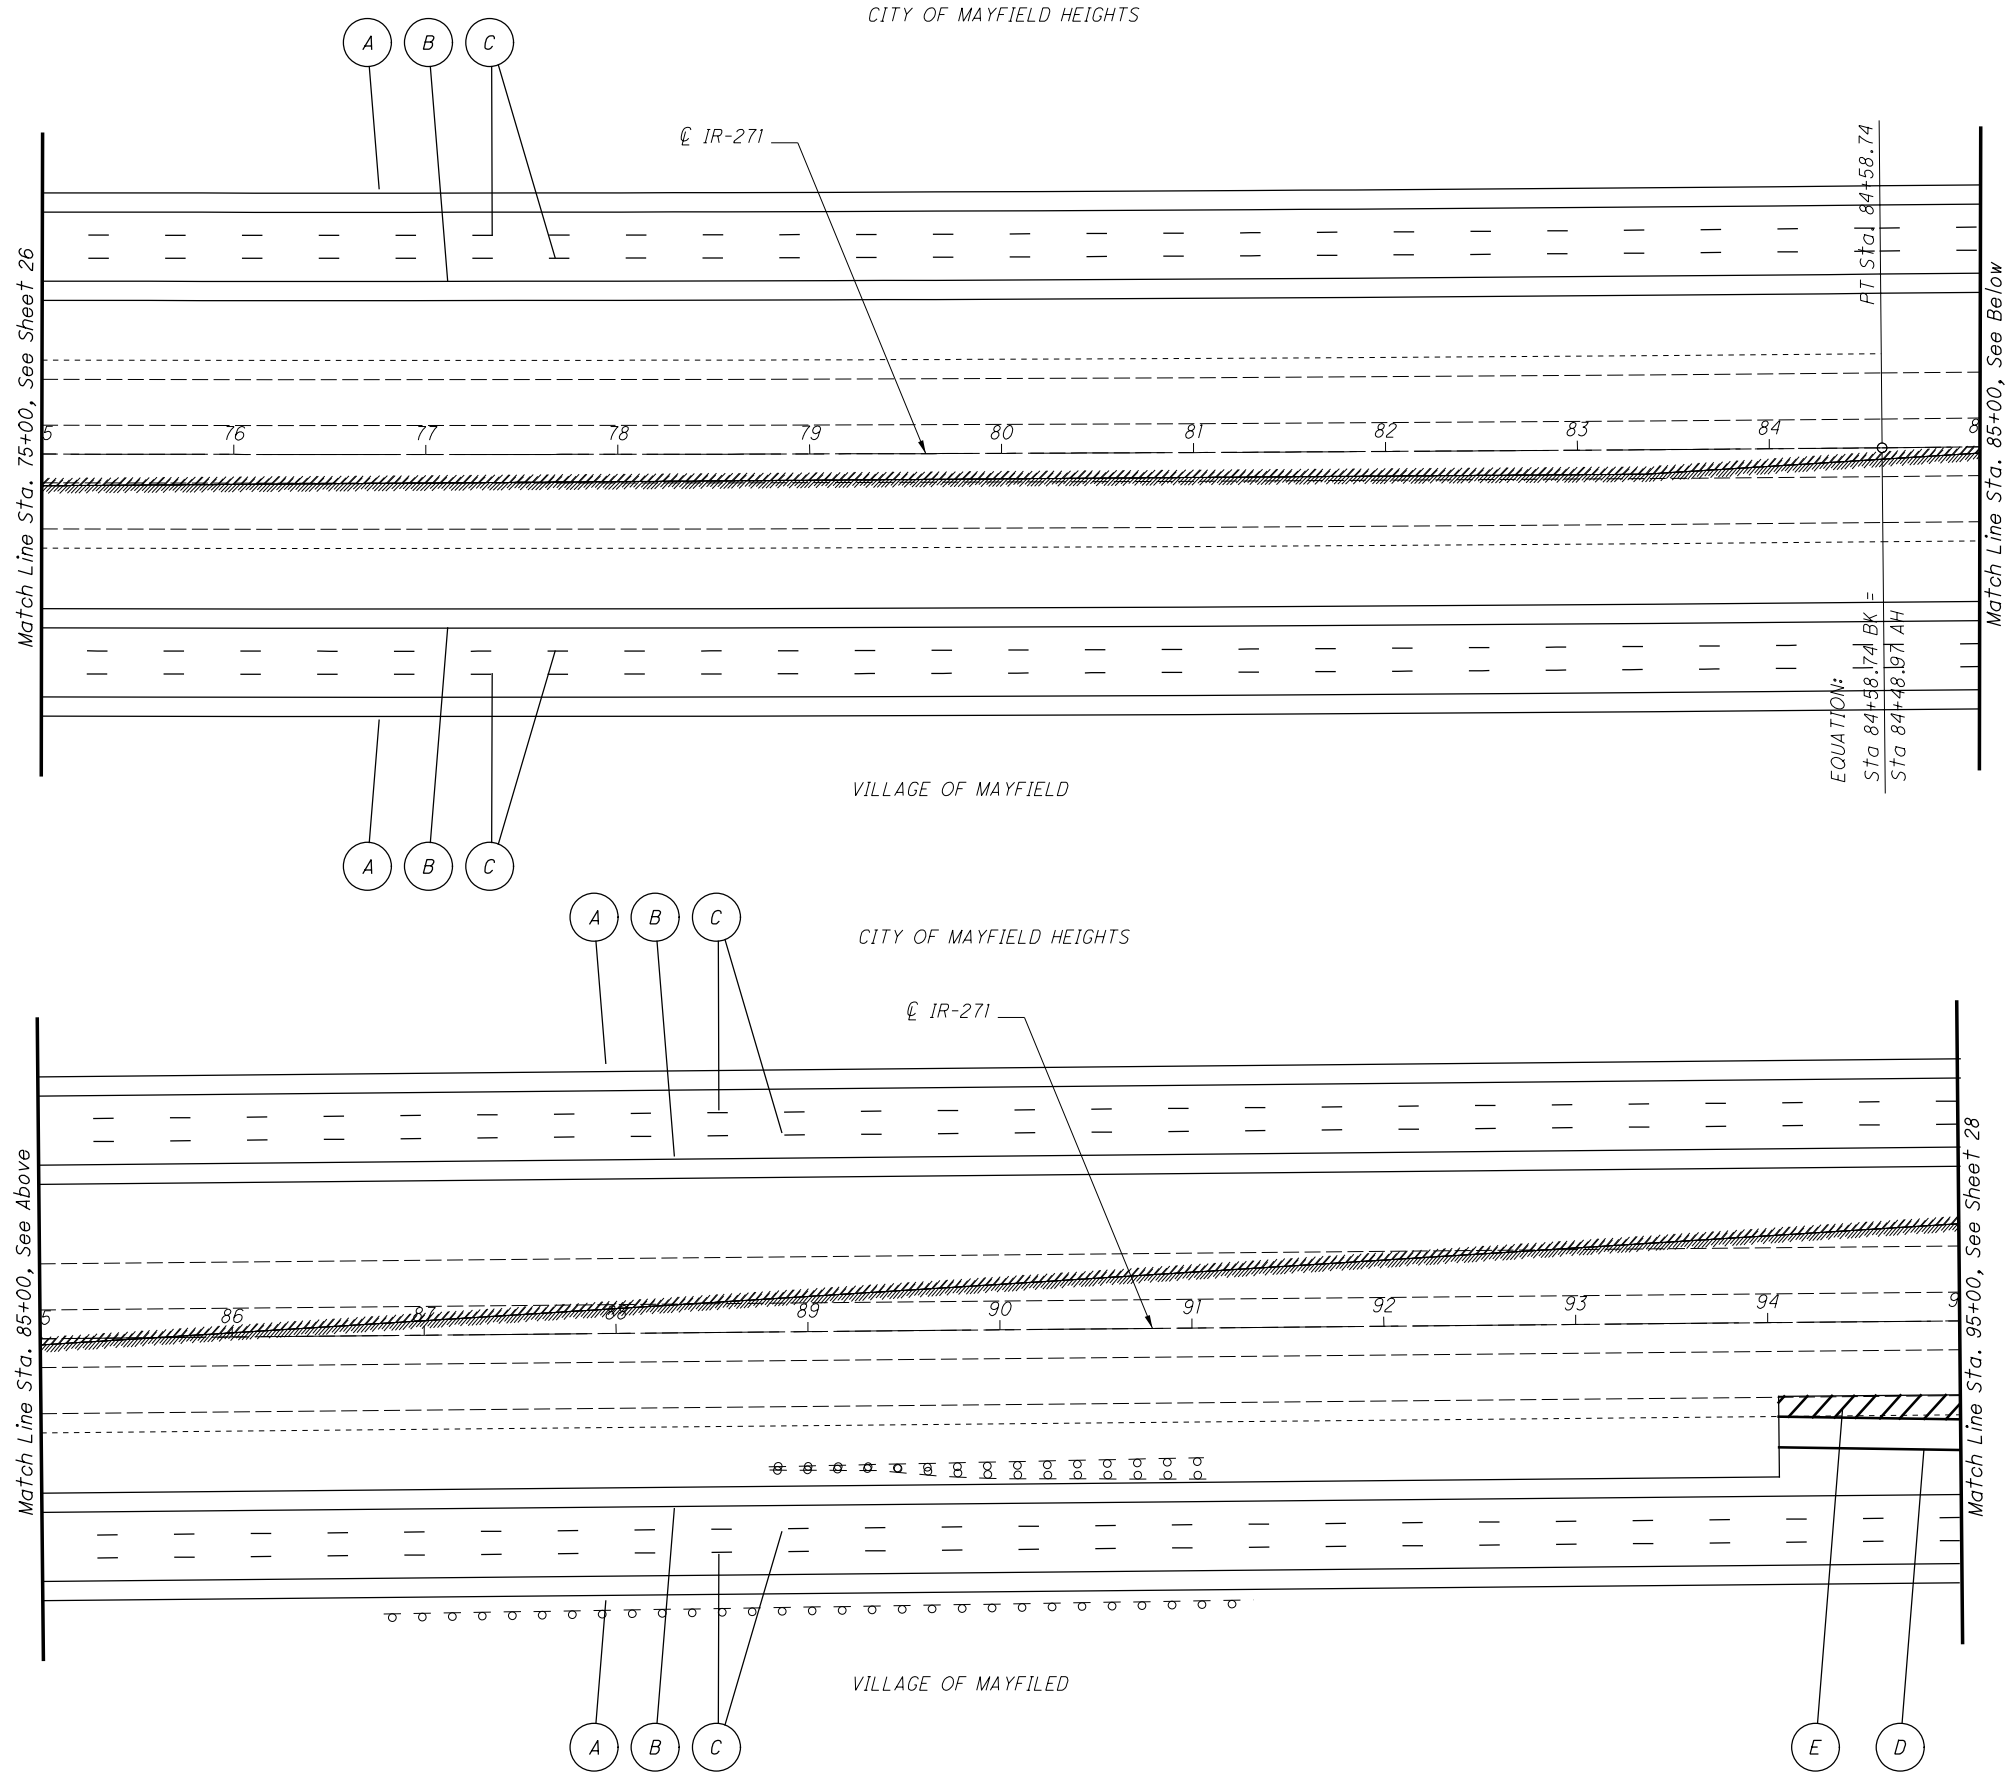 CITY OF MAYFIELD HEIGHTS
A B C
℄ IR-271
PT Sta. 84+58.74
Match Line Sta. 75+00, See Sheet 26
Match Line Sta. 85+00, See Below
5 76 77 78 79 80 81 82 83 84 8
EQUATION:
Sta 84+58.74 BK =
Sta 84+48.97 AH
VILLAGE OF MAYFIELD
A B C
A B C
CITY OF MAYFIELD HEIGHTS
℄ IR-271
Match Line Sta. 85+00, See Above
Match Line Sta. 95+00, See Sheet 28
5 86 87 88 89 90 91 92 93 94 9
VILLAGE OF MAYFILED
A B C E D